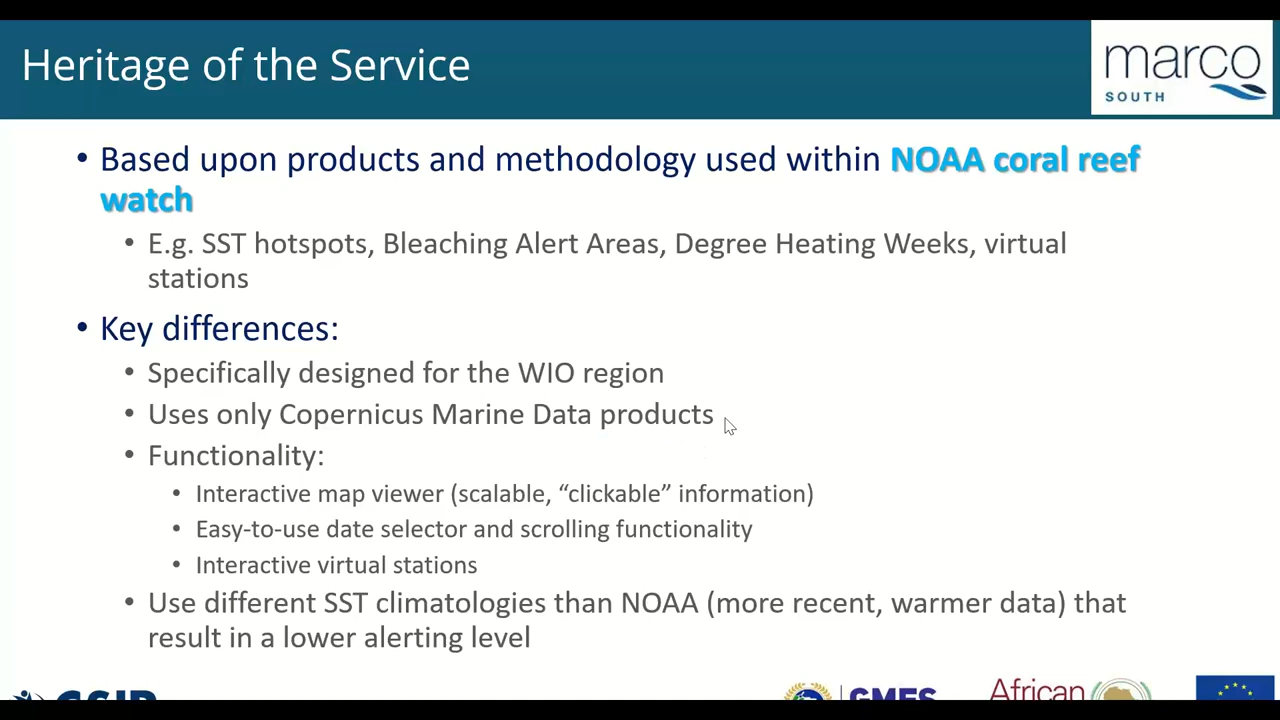 Heritage of the Service
marco
SOUTH
• Based upon products and methodology used within NOAA coral reef
watch
• E.g. SST hotspots, Bleaching Alert Areas, Degree Heating Weeks, virtual
stations
• Key differences:
• Specifically designed for the WIO region
• Uses only Copernicus Marine Data products
• Functionality:
• Interactive map viewer (scalable, “clickable” information)
• Easy-to-use date selector and scrolling functionality
• Interactive virtual stations
• Use different SST climatologies than NOAA (more recent, warmer data) that
result in a lower alerting level
CSIR
GMES
African